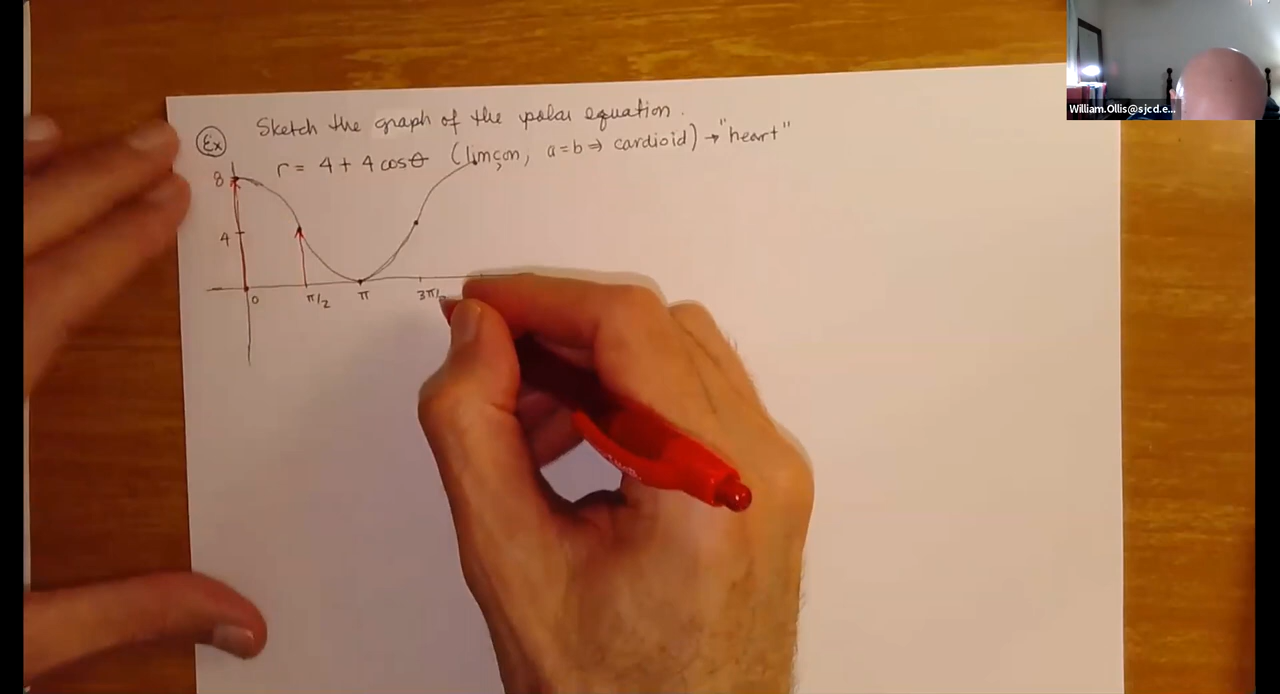 William.Ollis@sjcd.e...
Ex Sketch the graph of the polar equation.
r = 4 + 4 cosθ (limçon, a=b ⇒ cardioid) → "heart"
8
4
0 π/2 π 3π/2